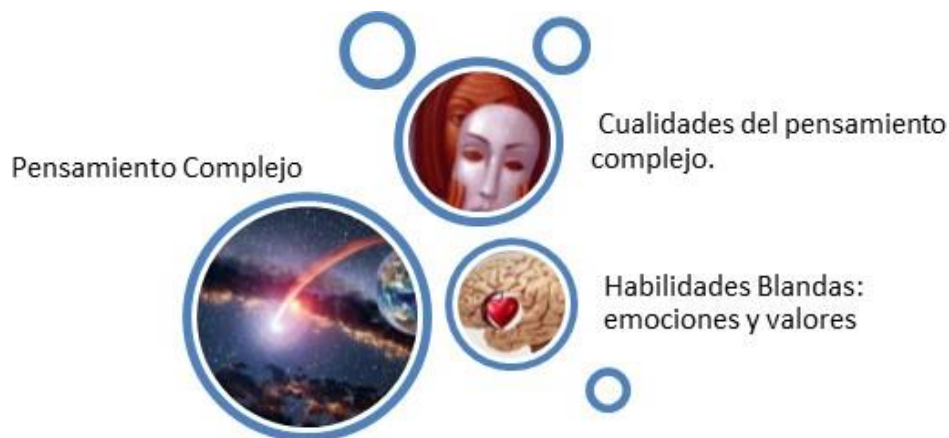 Pensamiento Complejo
Cualidades del pensamiento
complejo.
Habilidades Blandas:
emociones y valores